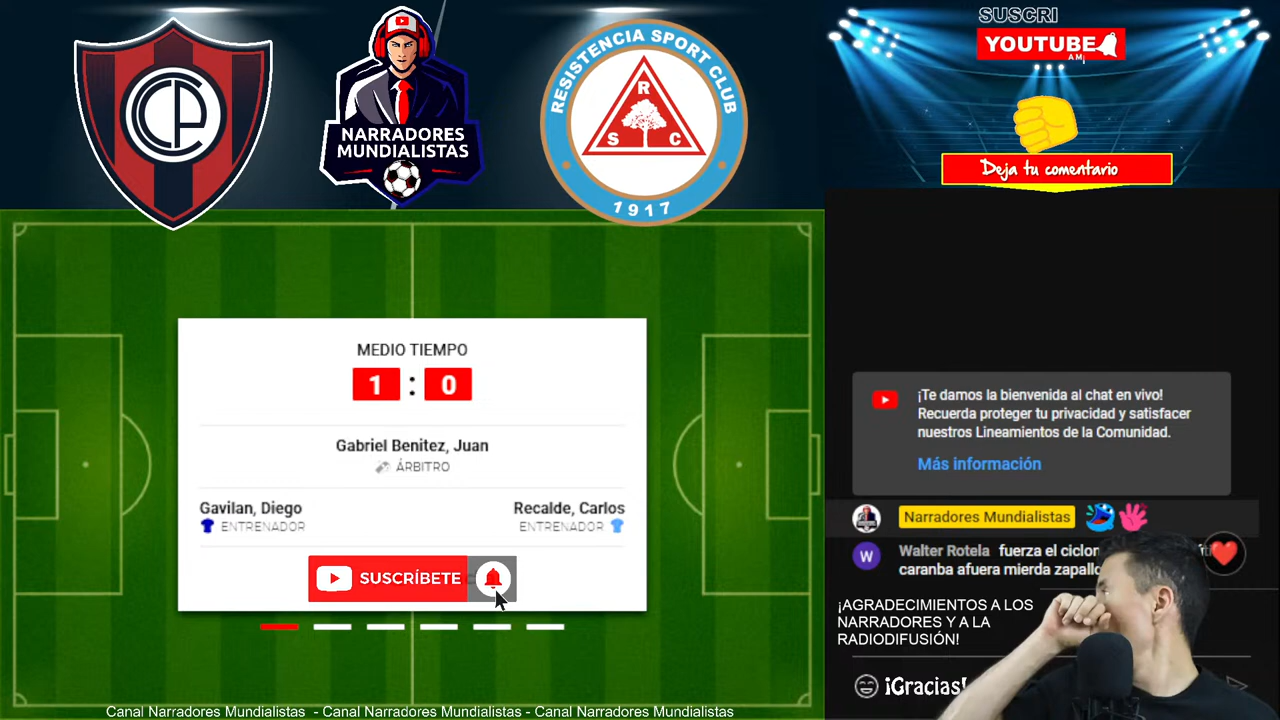 CCP
NARRADORES
MUNDIALISTAS
RESISTENCIA SPORT CLUB
R
S C
1917
SUSCRI
YOUTUBE
AM
Deja tu comentario
MEDIO TIEMPO
1 : 0
Gabriel Benitez, Juan
ÁRBITRO
Gavilan, Diego
ENTRENADOR
Recalde, Carlos
ENTRENADOR
SUSCRÍBETE
¡Te damos la bienvenida al chat en vivo!
Recuerda proteger tu privacidad y satisfacer
nuestros Lineamientos de la Comunidad.
Más información
Narradores Mundialistas
W
Walter Rotela fuerza el ciclon
caranba afuera mierda zapallo
¡AGRADECIMIENTOS A LOS
NARRADORES Y A LA
RADIODIFUSIÓN!
¡Gracias!
Canal Narradores Mundialistas - Canal Narradores Mundialistas - Canal Narradores Mundialistas